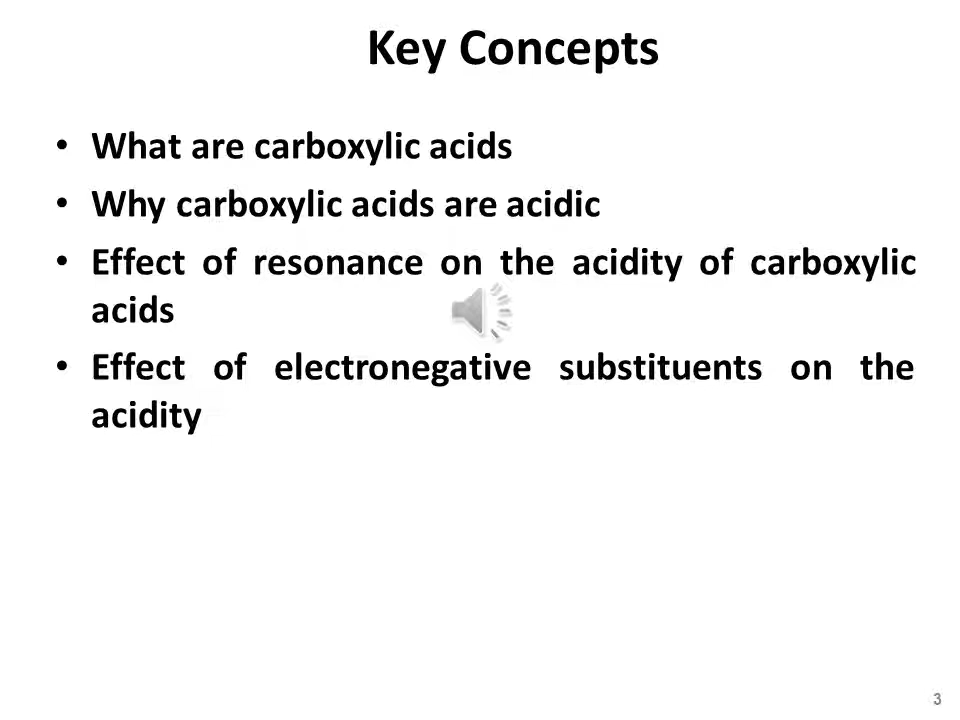 Key Concepts
• What are carboxylic acids
• Why carboxylic acids are acidic
• Effect of resonance on the acidity of carboxylic
acids
• Effect of electronegative substituents on the
acidity
3